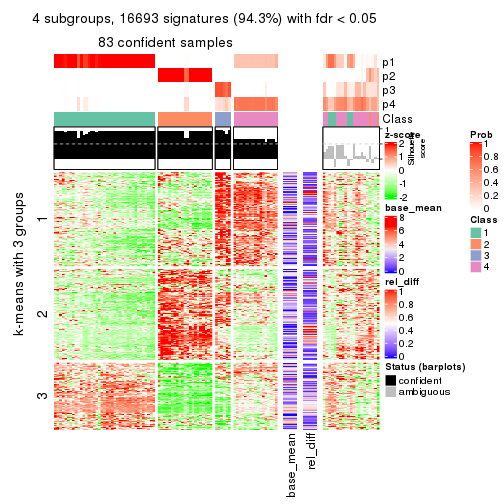 4 subgroups, 16693 signatures (94.3%) with fdr < 0.05
83 confident samples
p1
p2
p3
p4
Class
1
Silhouette
score
k-means with 3 groups
1
2
3
base_mean
rel_diff
z-score
2
1
0
-1
-2
base_mean
8
6
4
2
0
rel_diff
1
0.8
0.6
0.4
0.2
0
Status (barplots)
confident
ambiguous
Prob
1
0.8
0.6
0.4
0.2
0
Class
1
2
3
4